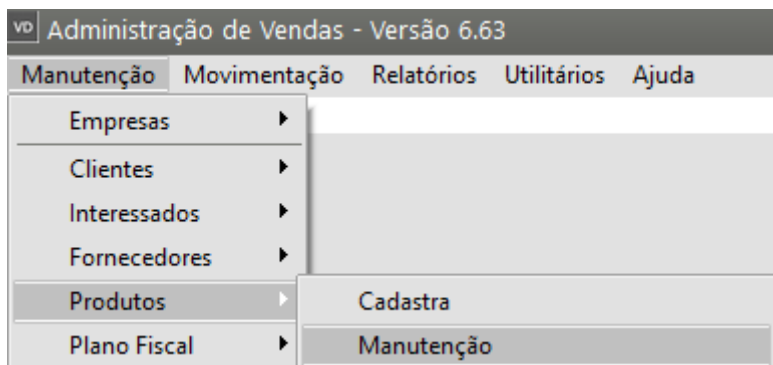 VD Administração de Vendas - Versão 6.63
Manutenção Movimentação Relatórios Utilitários Ajuda
Empresas
Clientes
Interessados
Fornecedores
Produtos Cadastra
Plano Fiscal Manutenção